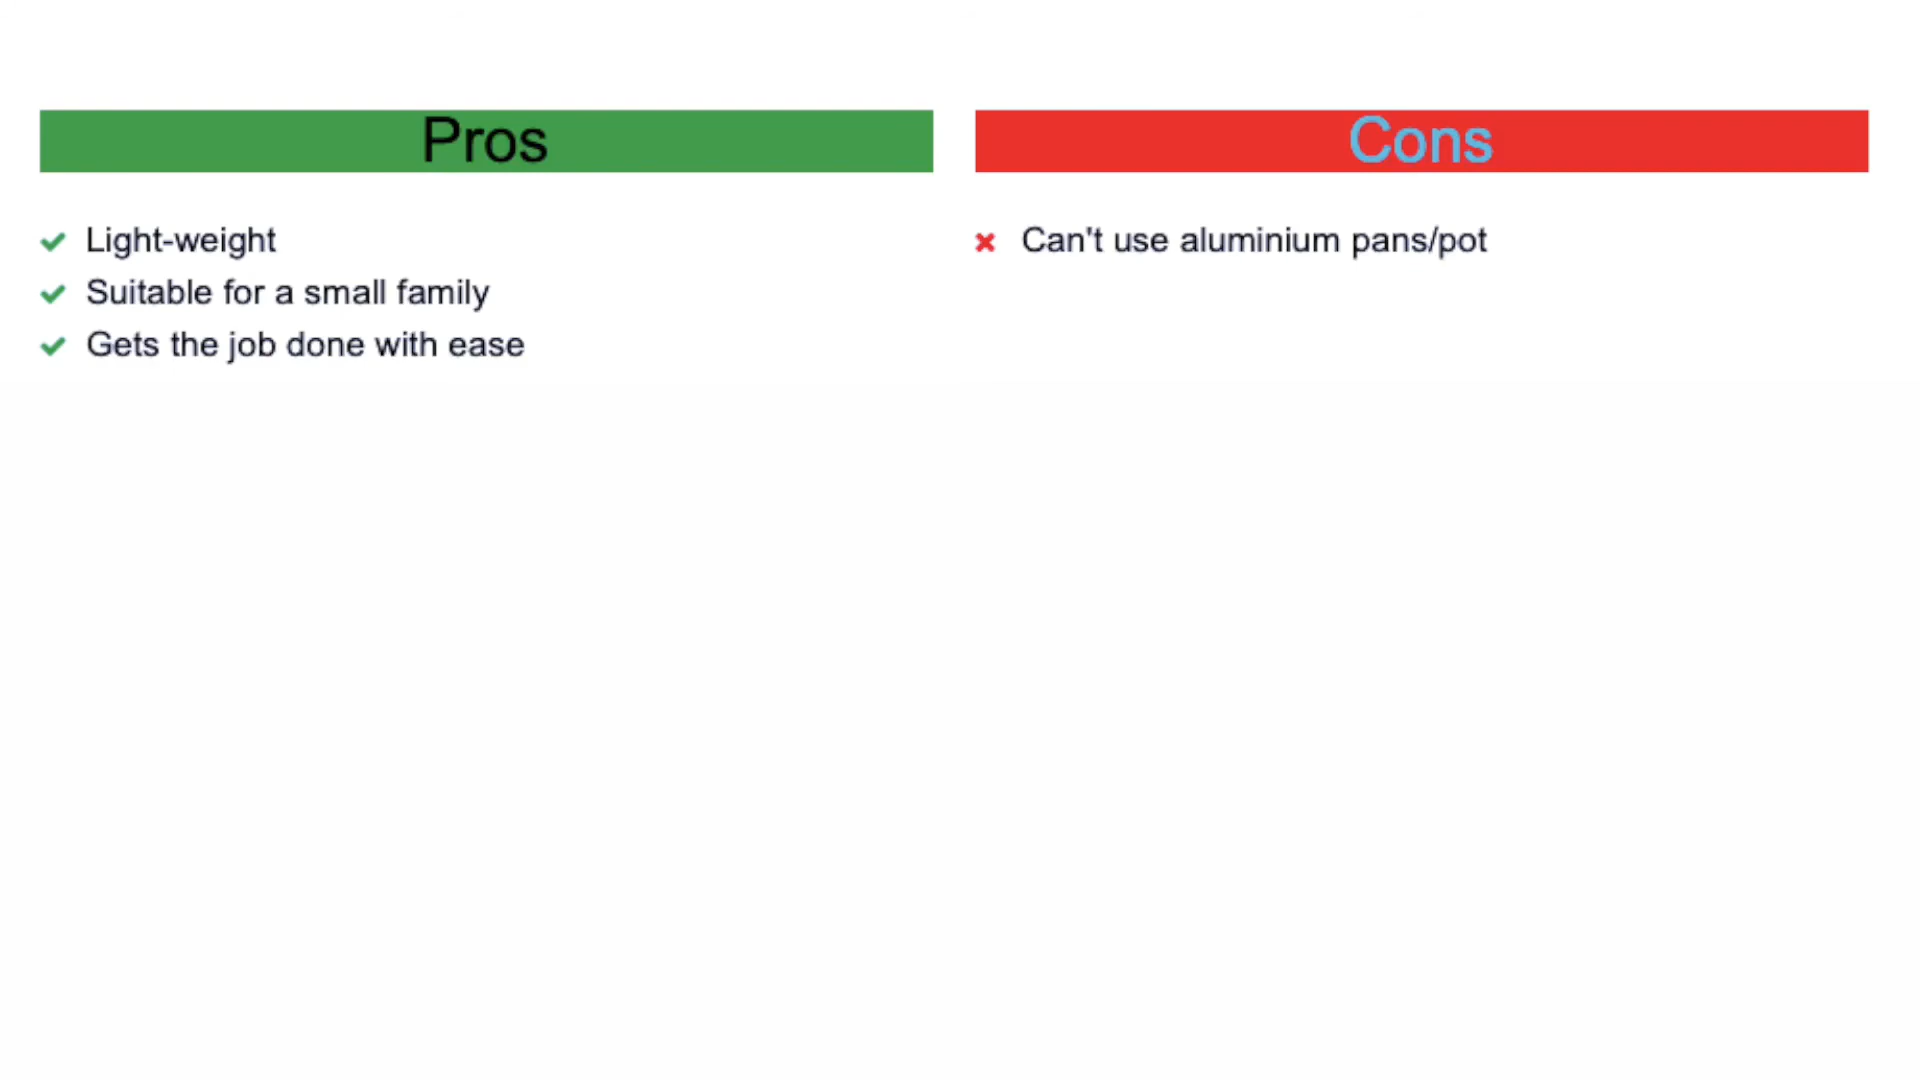 Pros
Light-weight
Suitable for a small family
Gets the job done with ease
Cons
Can't use aluminium pans/pot